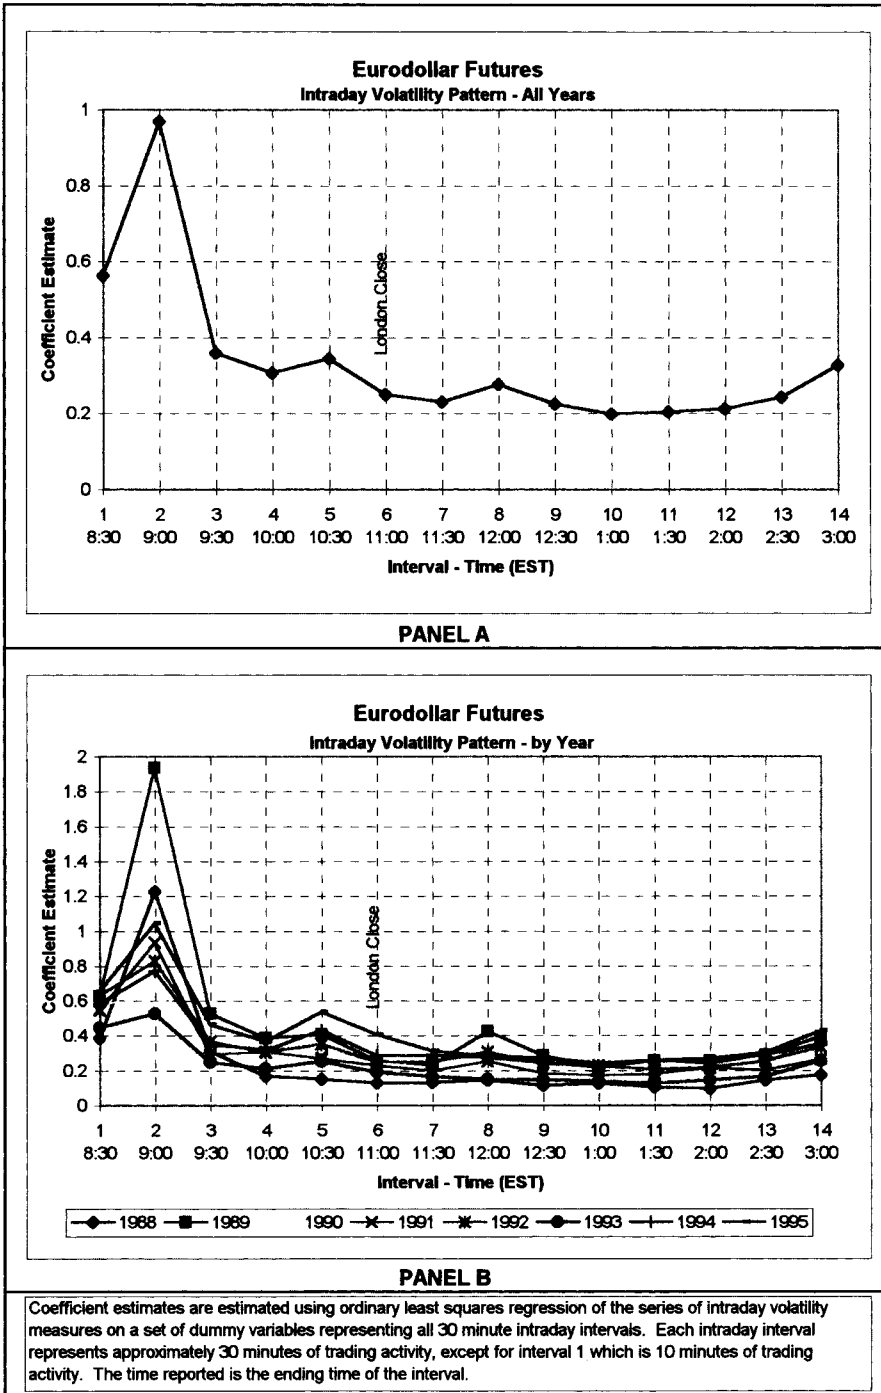 Eurodollar Futures
Intraday Volatility Pattern - All Years
Coefficient Estimate
1
0.8
0.6
0.4
0.2
0
London Close
1 2 3 4 5 6 7 8 9 10 11 12 13 14
8:30 9:00 9:30 10:00 10:30 11:00 11:30 12:00 12:30 1:00 1:30 2:00 2:30 3:00
Interval - Time (EST)
PANEL A
Eurodollar Futures
Intraday Volatility Pattern - by Year
Coefficient Estimate
2
1.8
1.6
1.4
1.2
1
0.8
0.6
0.4
0.2
0
London Close
1 2 3 4 5 6 7 8 9 10 11 12 13 14
8:30 9:00 9:30 10:00 10:30 11:00 11:30 12:00 12:30 1:00 1:30 2:00 2:30 3:00
Interval - Time (EST)
1988 1989 1990 1991 1992 1993 1994 1995
PANEL B
Coefficient estimates are estimated using ordinary least squares regression of the series of intraday volatility
measures on a set of dummy variables representing all 30 minute intraday intervals. Each intraday interval
represents approximately 30 minutes of trading activity, except for interval 1 which is 10 minutes of trading
activity. The time reported is the ending time of the interval.